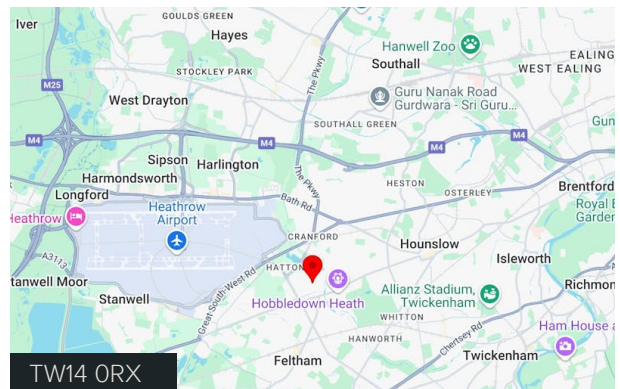 GOULDS GREEN
Iver
Hayes
The Pkwy
Hanwell Zoo
Southall
EALING
WEST EALING
STOCKLEY PARK
M25
Guru Nanak Road
Gurdwara - Sri Guru...
West Drayton
SOUTHALL GREEN
M4
M4
M4
M4
Sipson
Harlington
The Pkwy
Harmondsworth
HESTON
OSTERLEY
Brentford
Longford
Bath Rd
Heathrow
Airport
Heathrow
CRANFORD
Hounslow
Isleworth
A3113
HATTON
Stanwell Moor
Stanwell
Great South-West Rd
Hobbledown Heath
Allianz Stadium,
Twickenham
WHITTON
Chertsey Rd
Ham House a
HANWORTH
Feltham
Twickenham
TW14 0RX